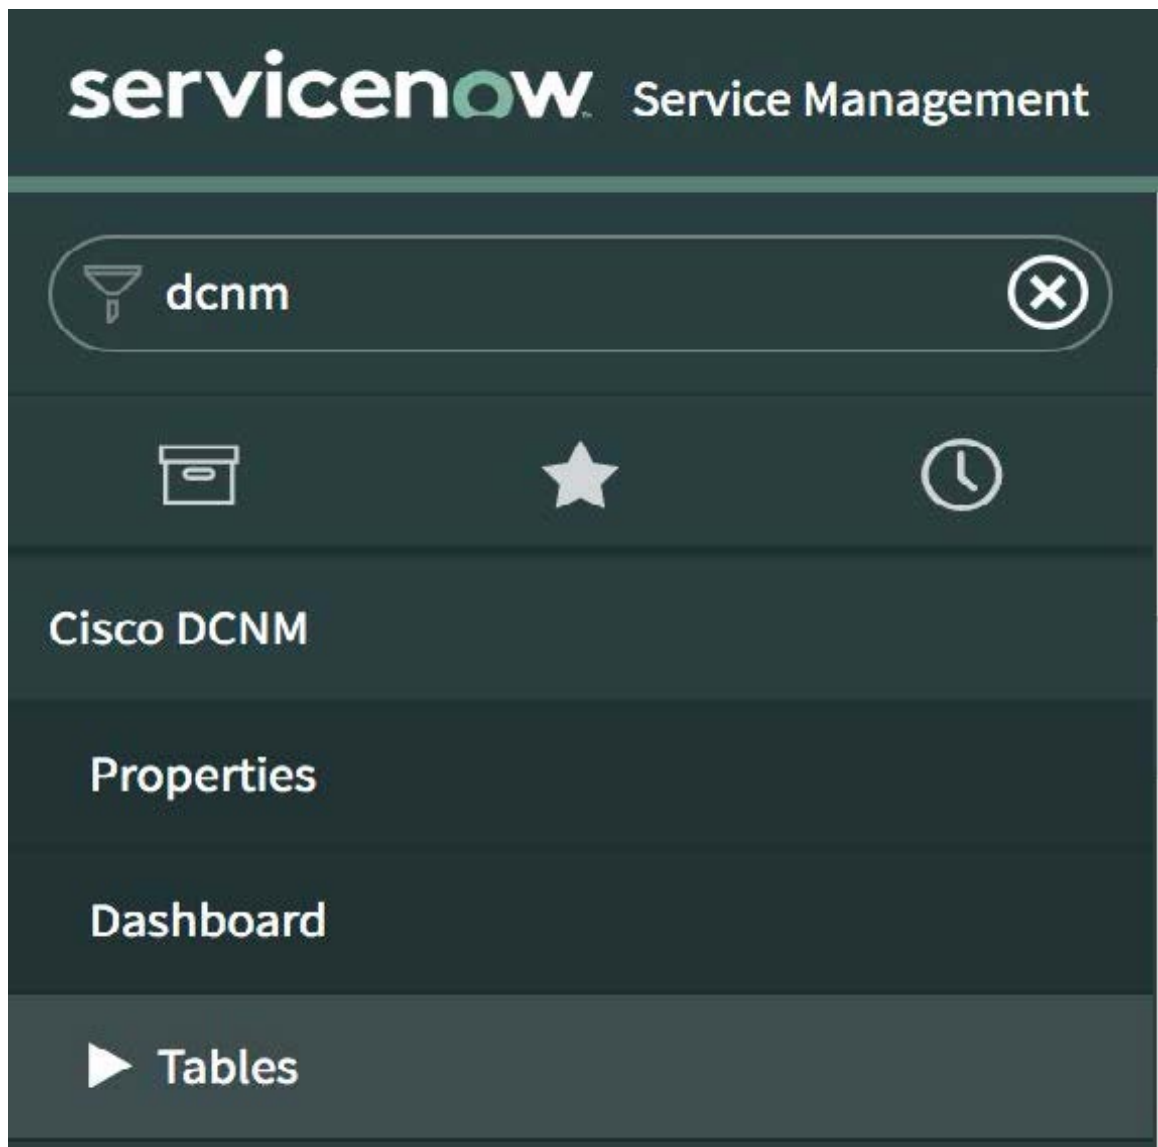 servicenow Service Management
dcnm
Cisco DCNM
Properties
Dashboard
Tables